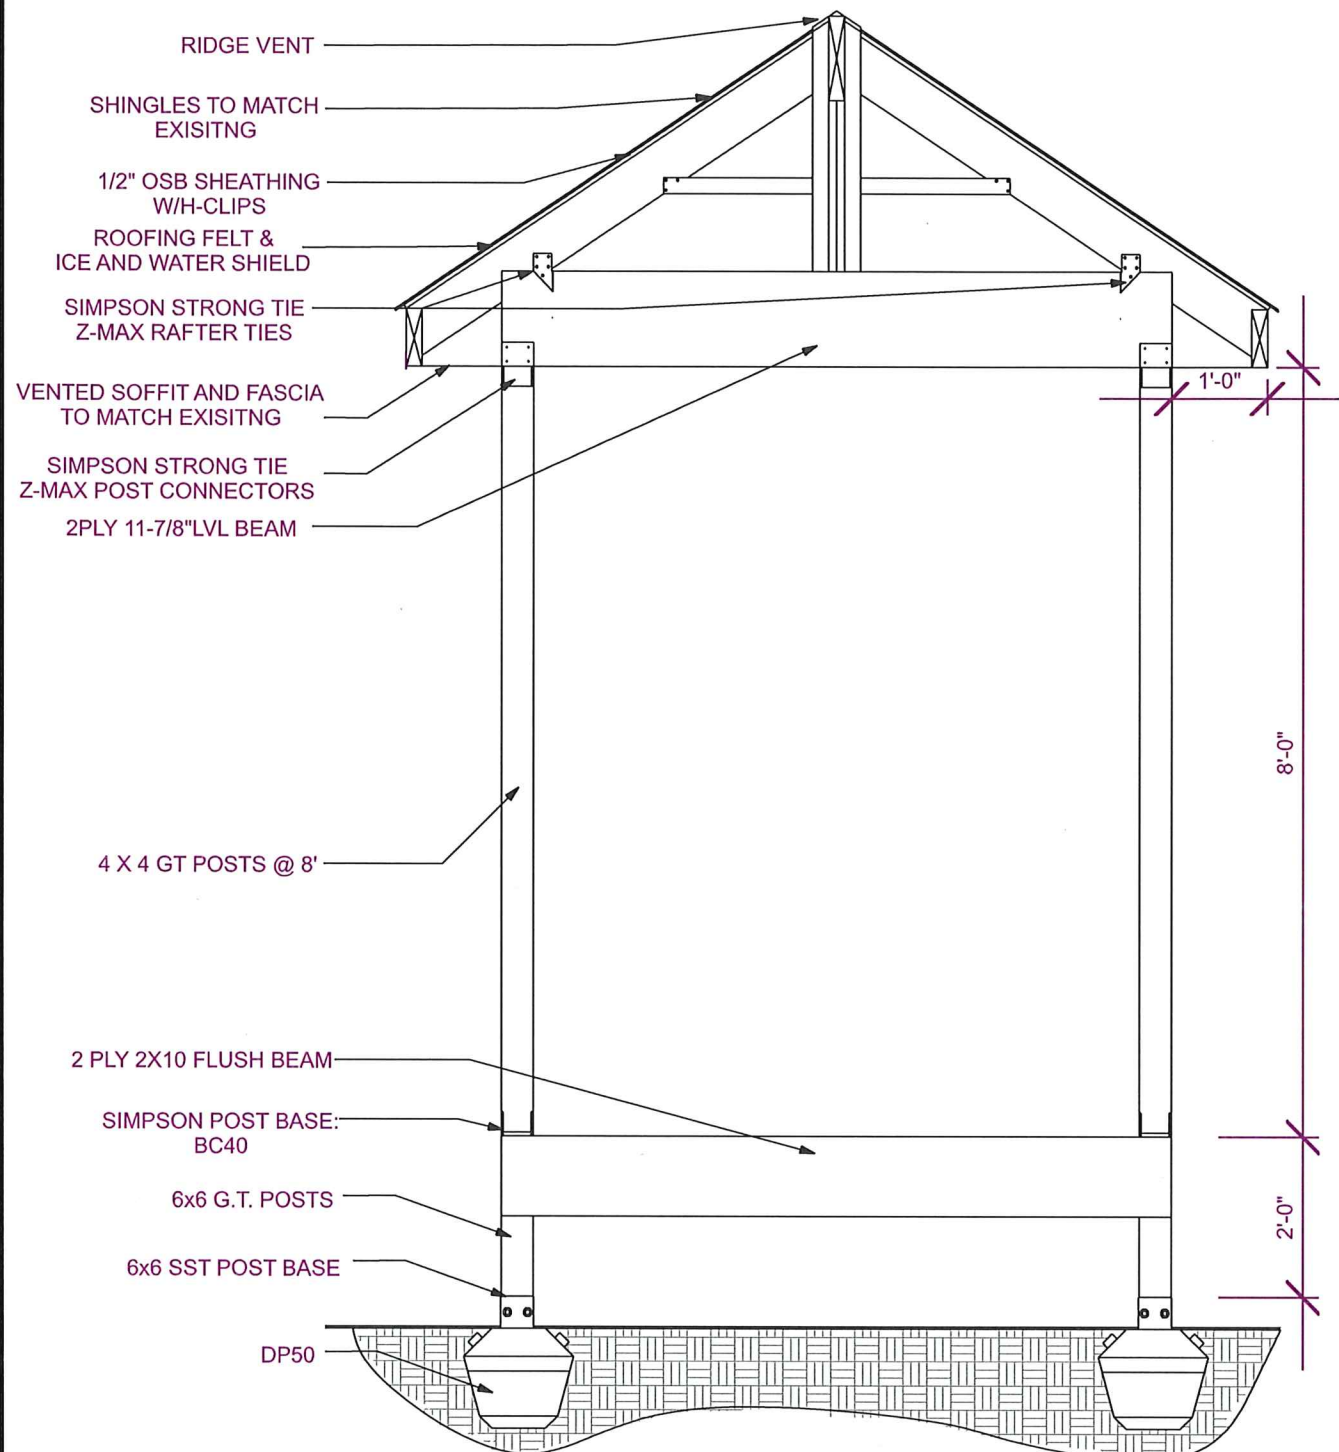 RIDGE VENT
SHINGLES TO MATCH
EXISITNG
1/2" OSB SHEATHING
W/H-CLIPS
ROOFING FELT &
ICE AND WATER SHIELD
SIMPSON STRONG TIE
Z-MAX RAFTER TIES
VENTED SOFFIT AND FASCIA
TO MATCH EXISITNG
1'-0"
SIMPSON STRONG TIE
Z-MAX POST CONNECTORS
2PLY 11-7/8"LVL BEAM
8'-0"
4 X 4 GT POSTS @ 8'
2 PLY 2X10 FLUSH BEAM
SIMPSON POST BASE:
BC40
6x6 G.T. POSTS
2'-0"
6x6 SST POST BASE
DP50